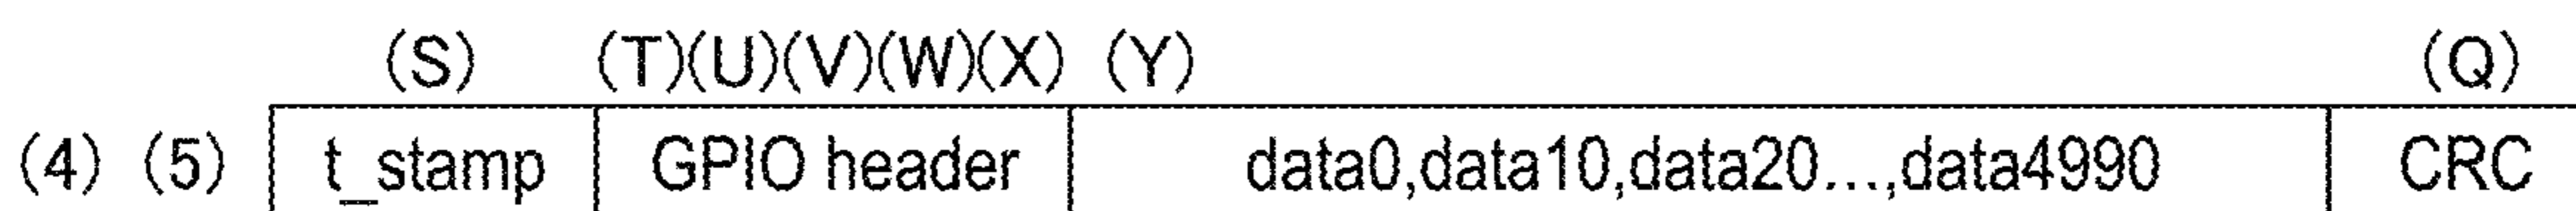 (S) (T)(U)(V)(W)(X) (Y) (Q)
(4) (5) t_stamp GPIO header data0,data10,data20...,data4990 CRC